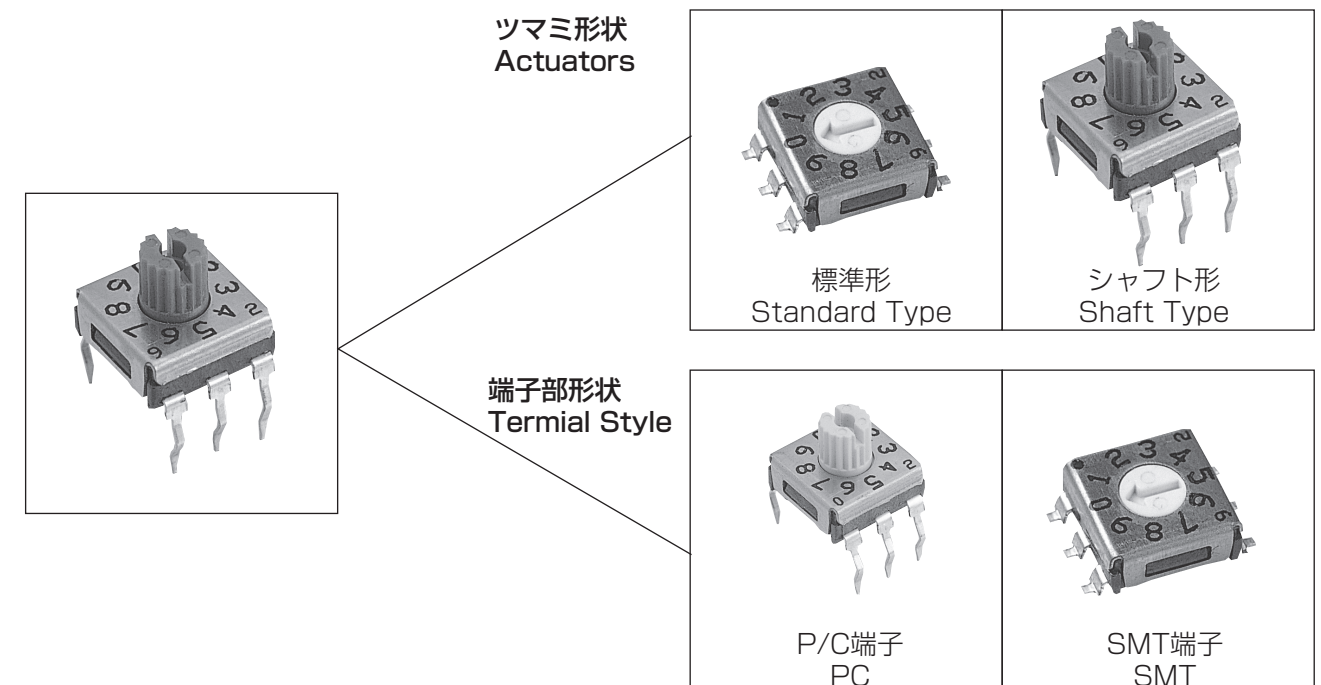 ツマミ形状
Actuators
標準形
Standard Type
シャフト形
Shaft Type
端子部形状
Termial Style
P/C端子
PC
SMT端子
SMT